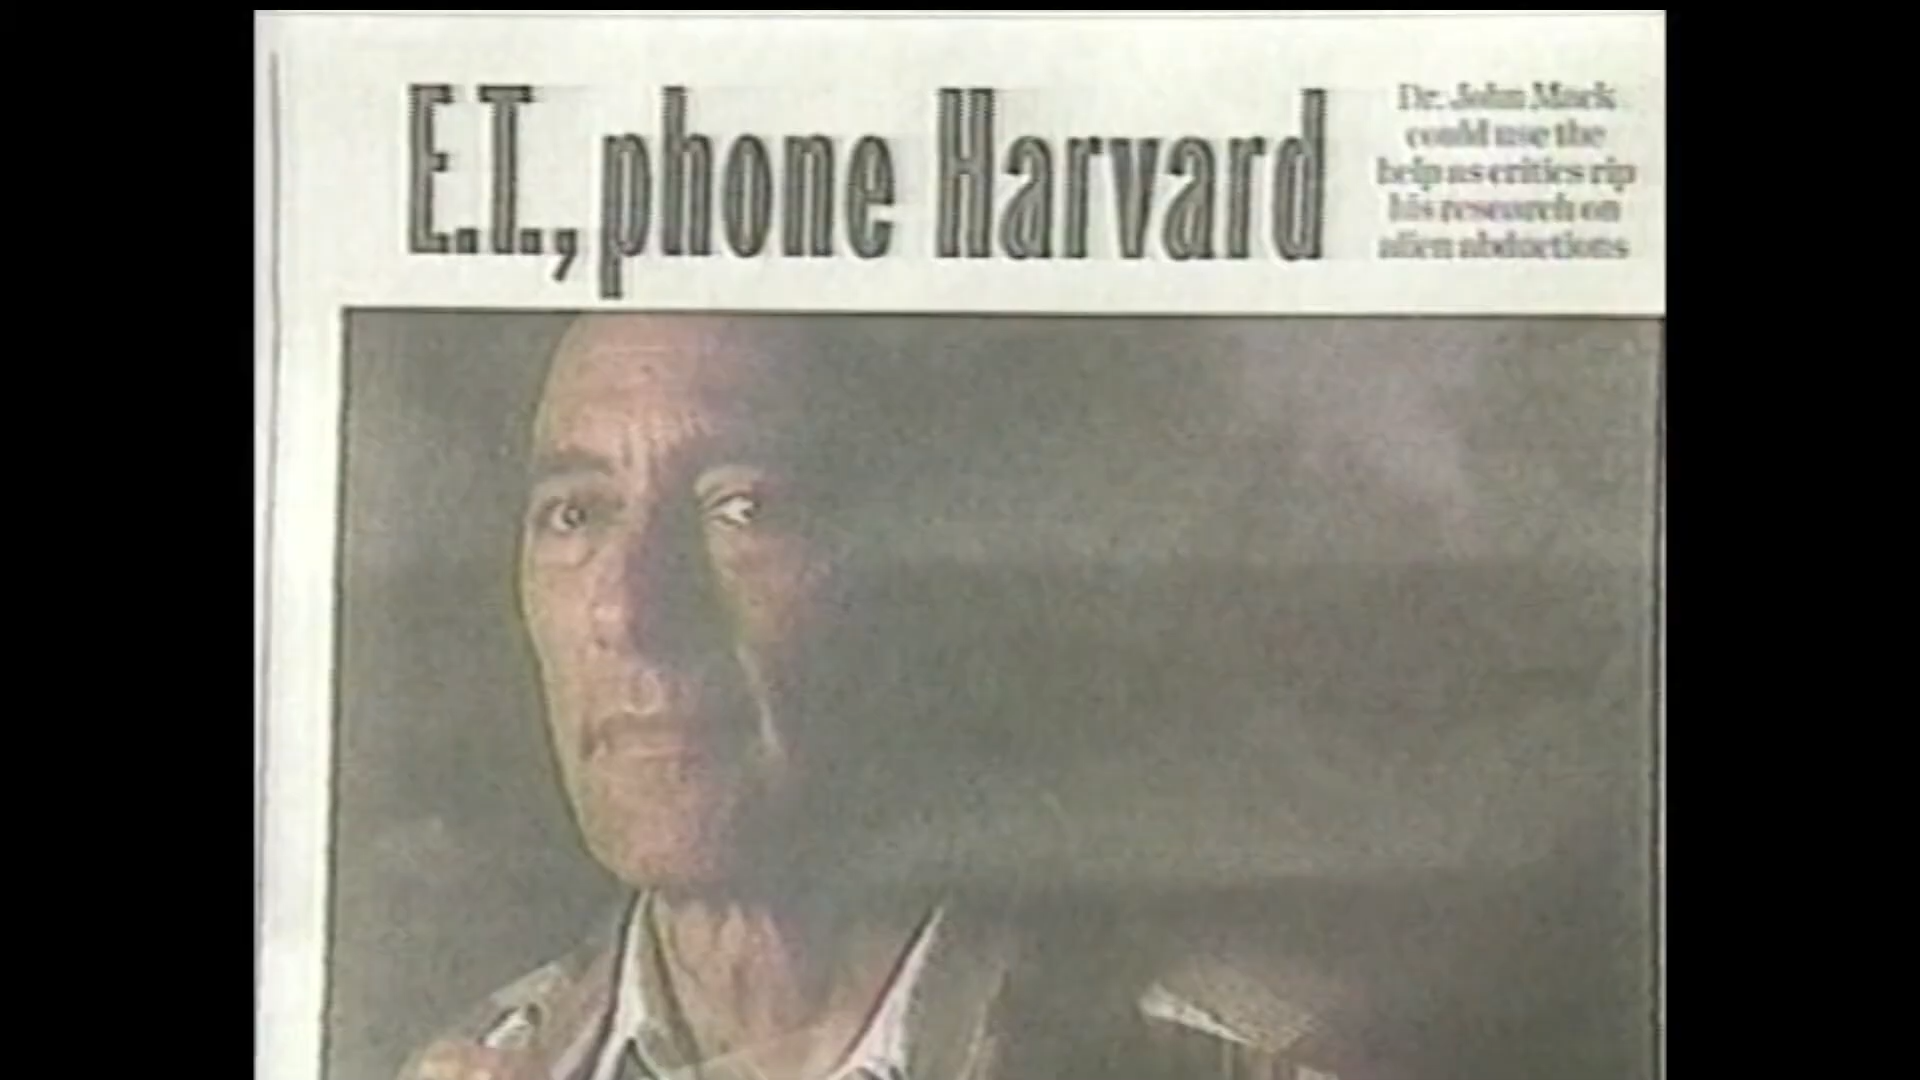 E.T., phone Harvard
Dr. John Mack
could use the
help as critics rip
his research on
alien abductions